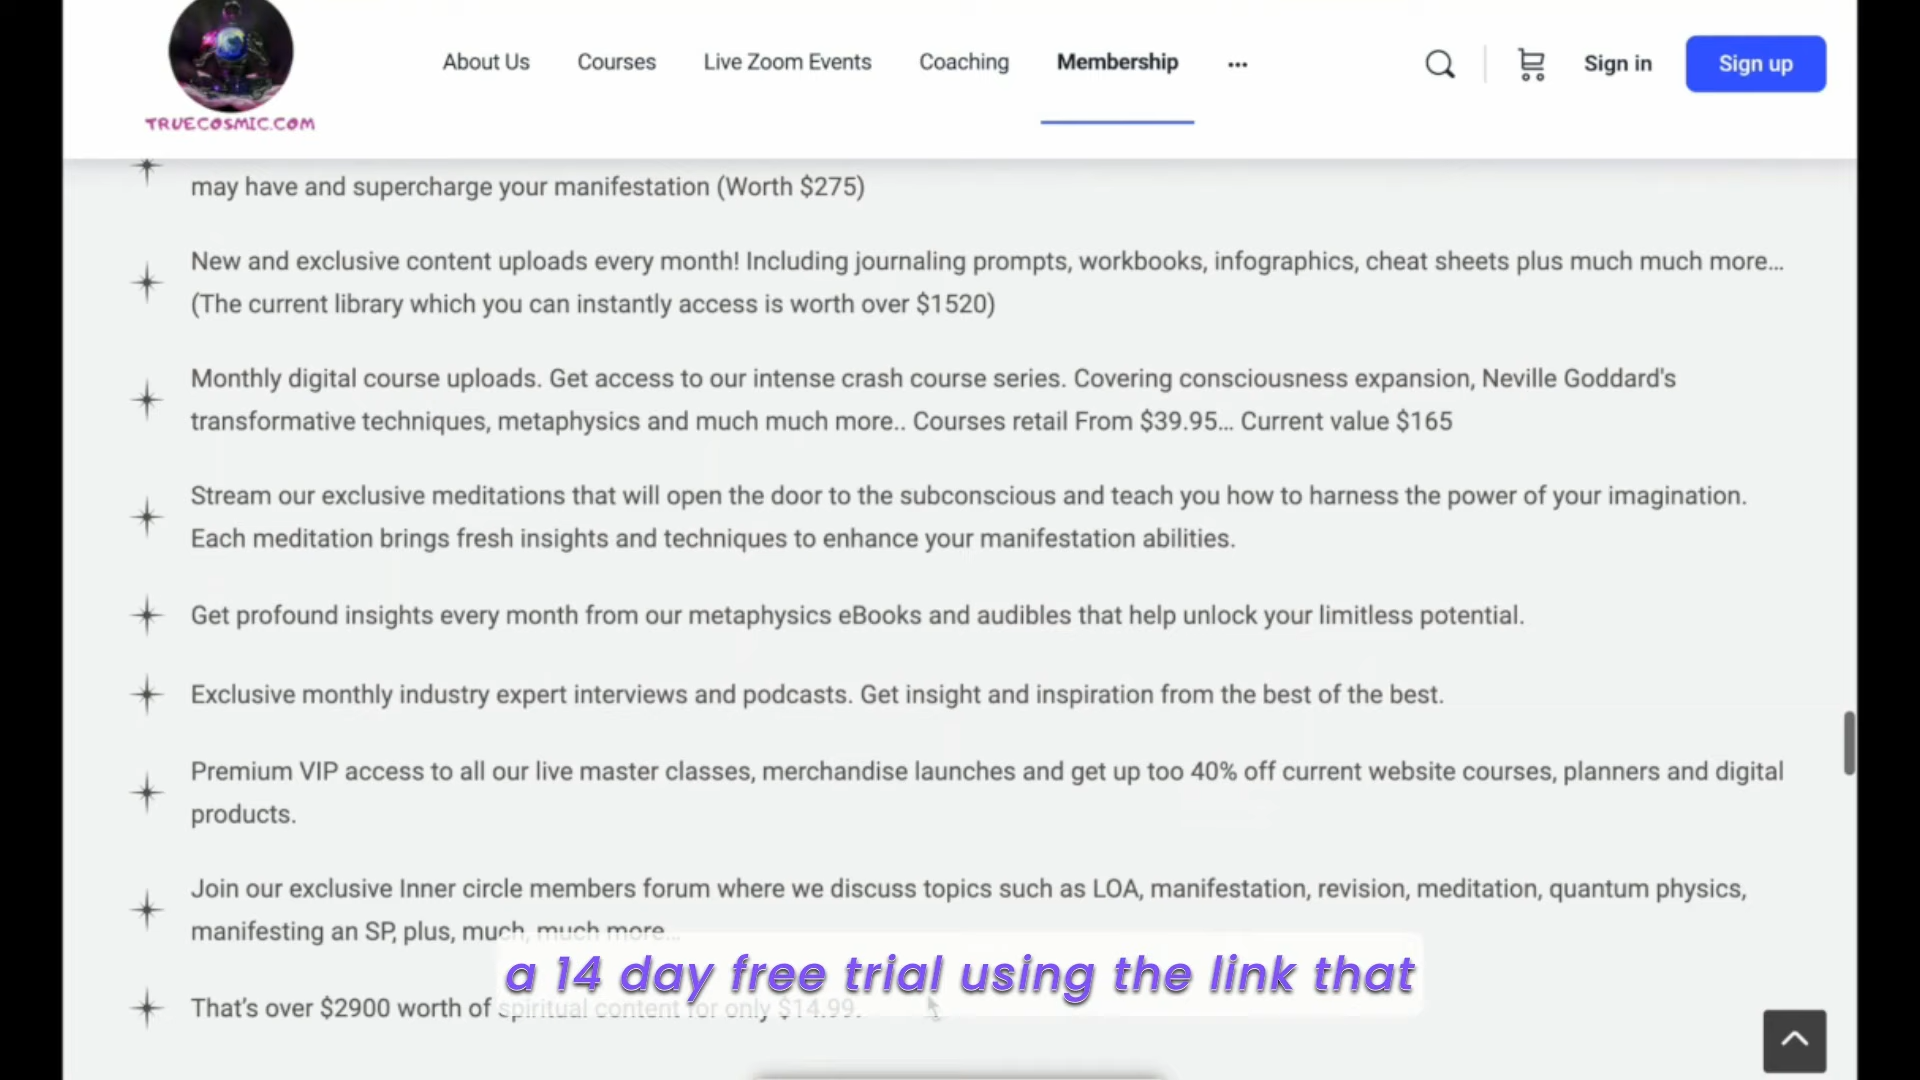 TRUECOSMIC.COM
About Us Courses Live Zoom Events Coaching Membership ••• Sign in Sign up
may have and supercharge your manifestation (Worth $275)
New and exclusive content uploads every month! Including journaling prompts, workbooks, infographics, cheat sheets plus much much more...
(The current library which you can instantly access is worth over $1520)
Monthly digital course uploads. Get access to our intense crash course series. Covering consciousness expansion, Neville Goddard's
transformative techniques, metaphysics and much much more.. Courses retail From $39.95... Current value $165
Stream our exclusive meditations that will open the door to the subconscious and teach you how to harness the power of your imagination.
Each meditation brings fresh insights and techniques to enhance your manifestation abilities.
Get profound insights every month from our metaphysics eBooks and audibles that help unlock your limitless potential.
Exclusive monthly industry expert interviews and podcasts. Get insight and inspiration from the best of the best.
Premium VIP access to all our live master classes, merchandise launches and get up too 40% off current website courses, planners and digital
products.
Join our exclusive Inner circle members forum where we discuss topics such as LOA, manifestation, revision, meditation, quantum physics,
manifesting an SP, plus, much, much more...
a 14 day free trial using the link that
That's over $2900 worth of spiritual content for only $14.99.